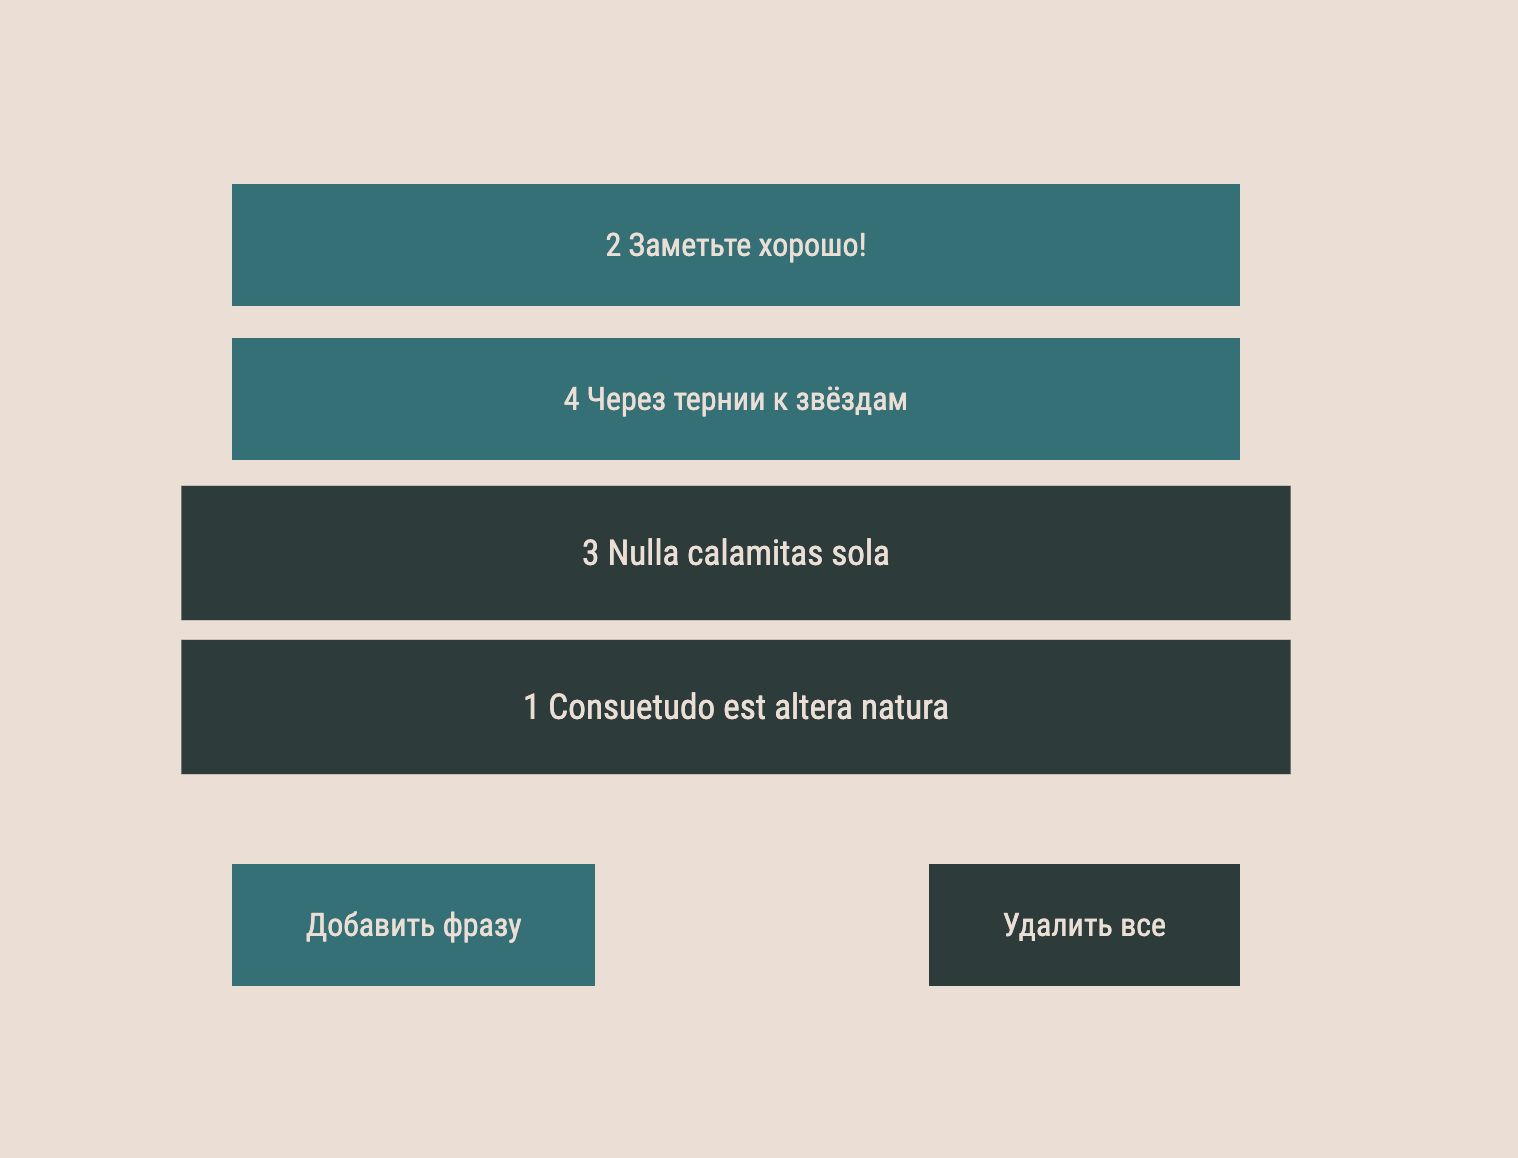 2 Заметьте хорошо!
4 Через тернии к звёздам
3 Nulla calamitas sola
1 Consuetudo est altera natura
Добавить фразу
Удалить все